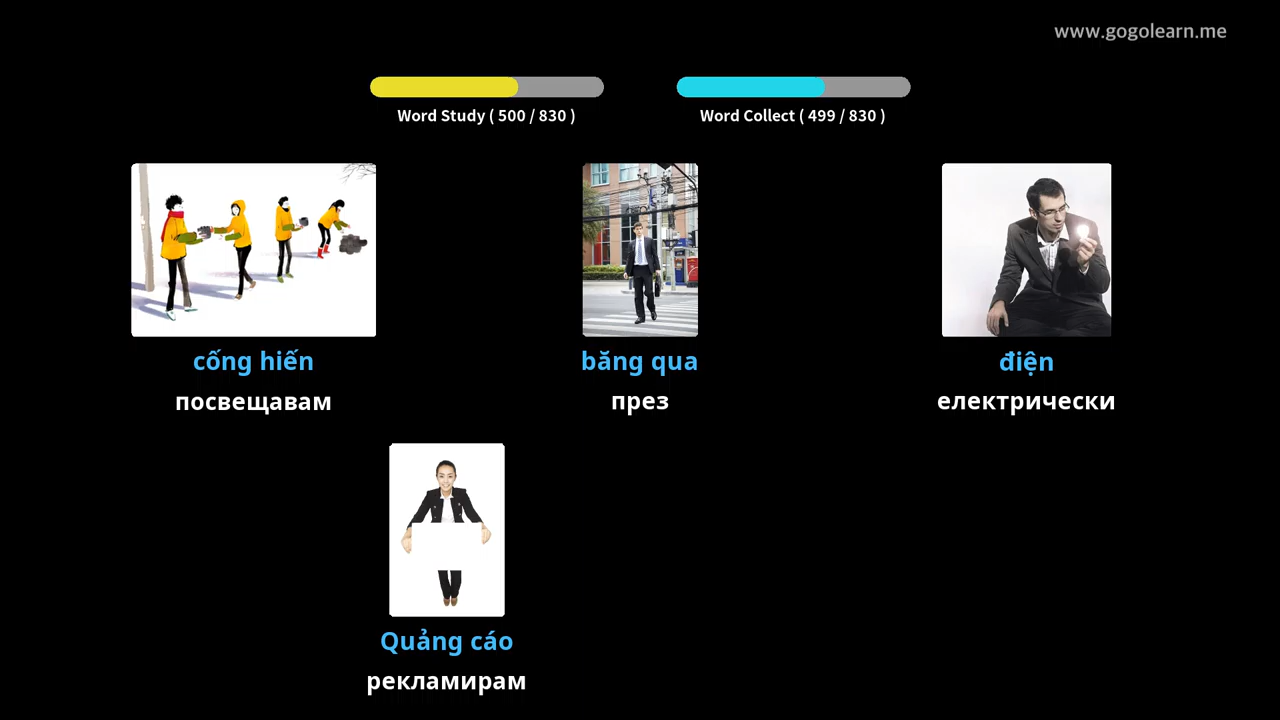 www.gogolearn.me
Word Study ( 500 / 830 )
Word Collect ( 499 / 830 )
cống hiến
посвещавам
băng qua
през
điện
електрически
Quảng cáo
рекламирам